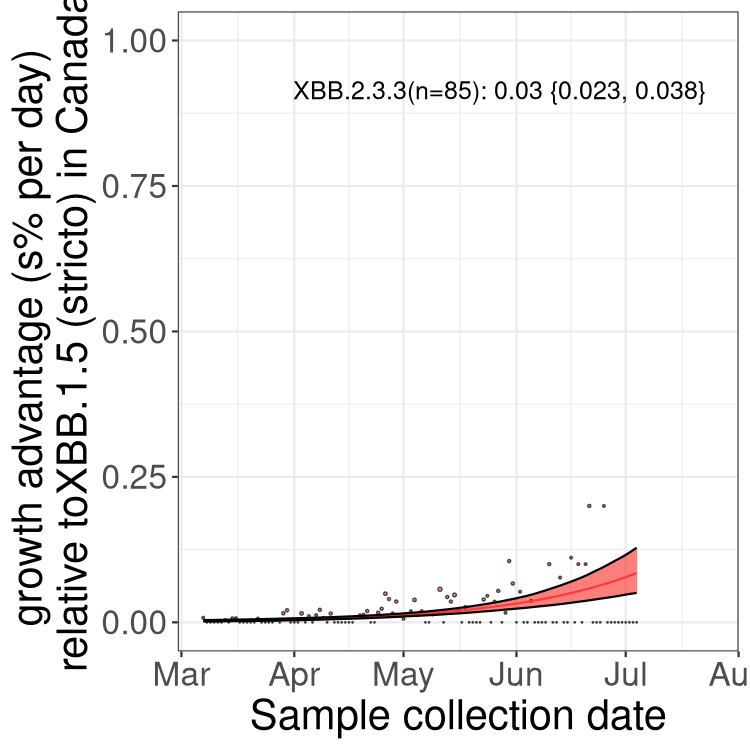 growth advantage (s% per day)
relative toXBB.1.5 (stricto) in Canada
1.00
0.75
0.50
0.25
0.00
XBB.2.3.3(n=85): 0.03 {0.023, 0.038}
Mar Apr May Jun Jul Au
Sample collection date